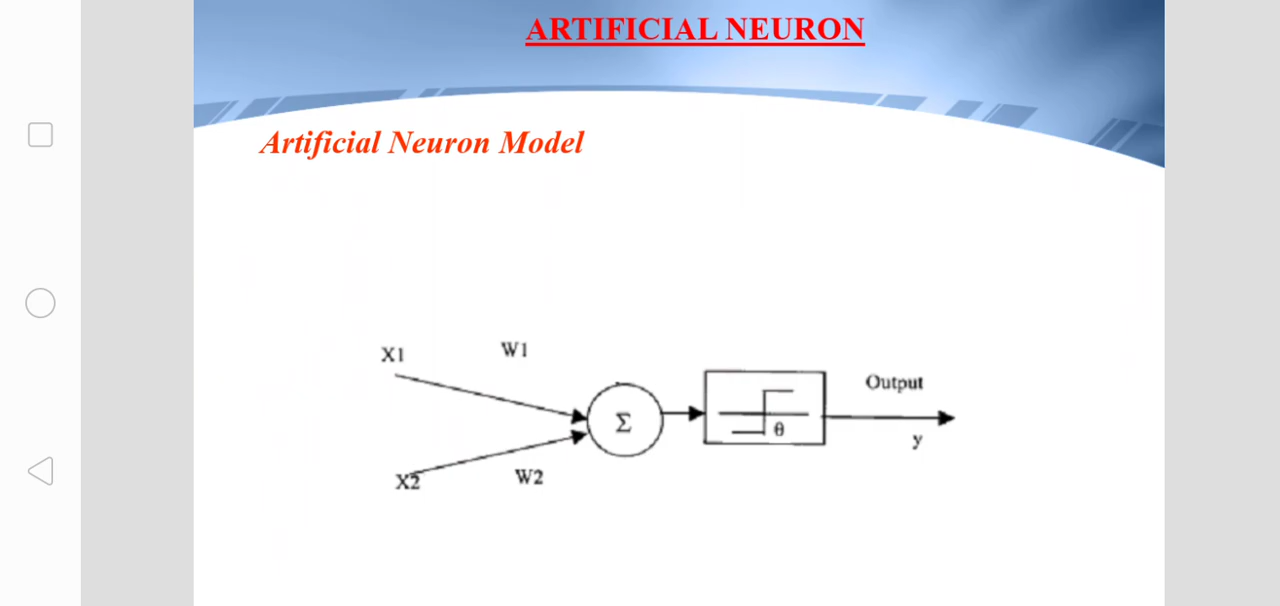 ARTIFICIAL NEURON
Artificial Neuron Model
X1
W1
Output
Σ
θ
y
X2
W2